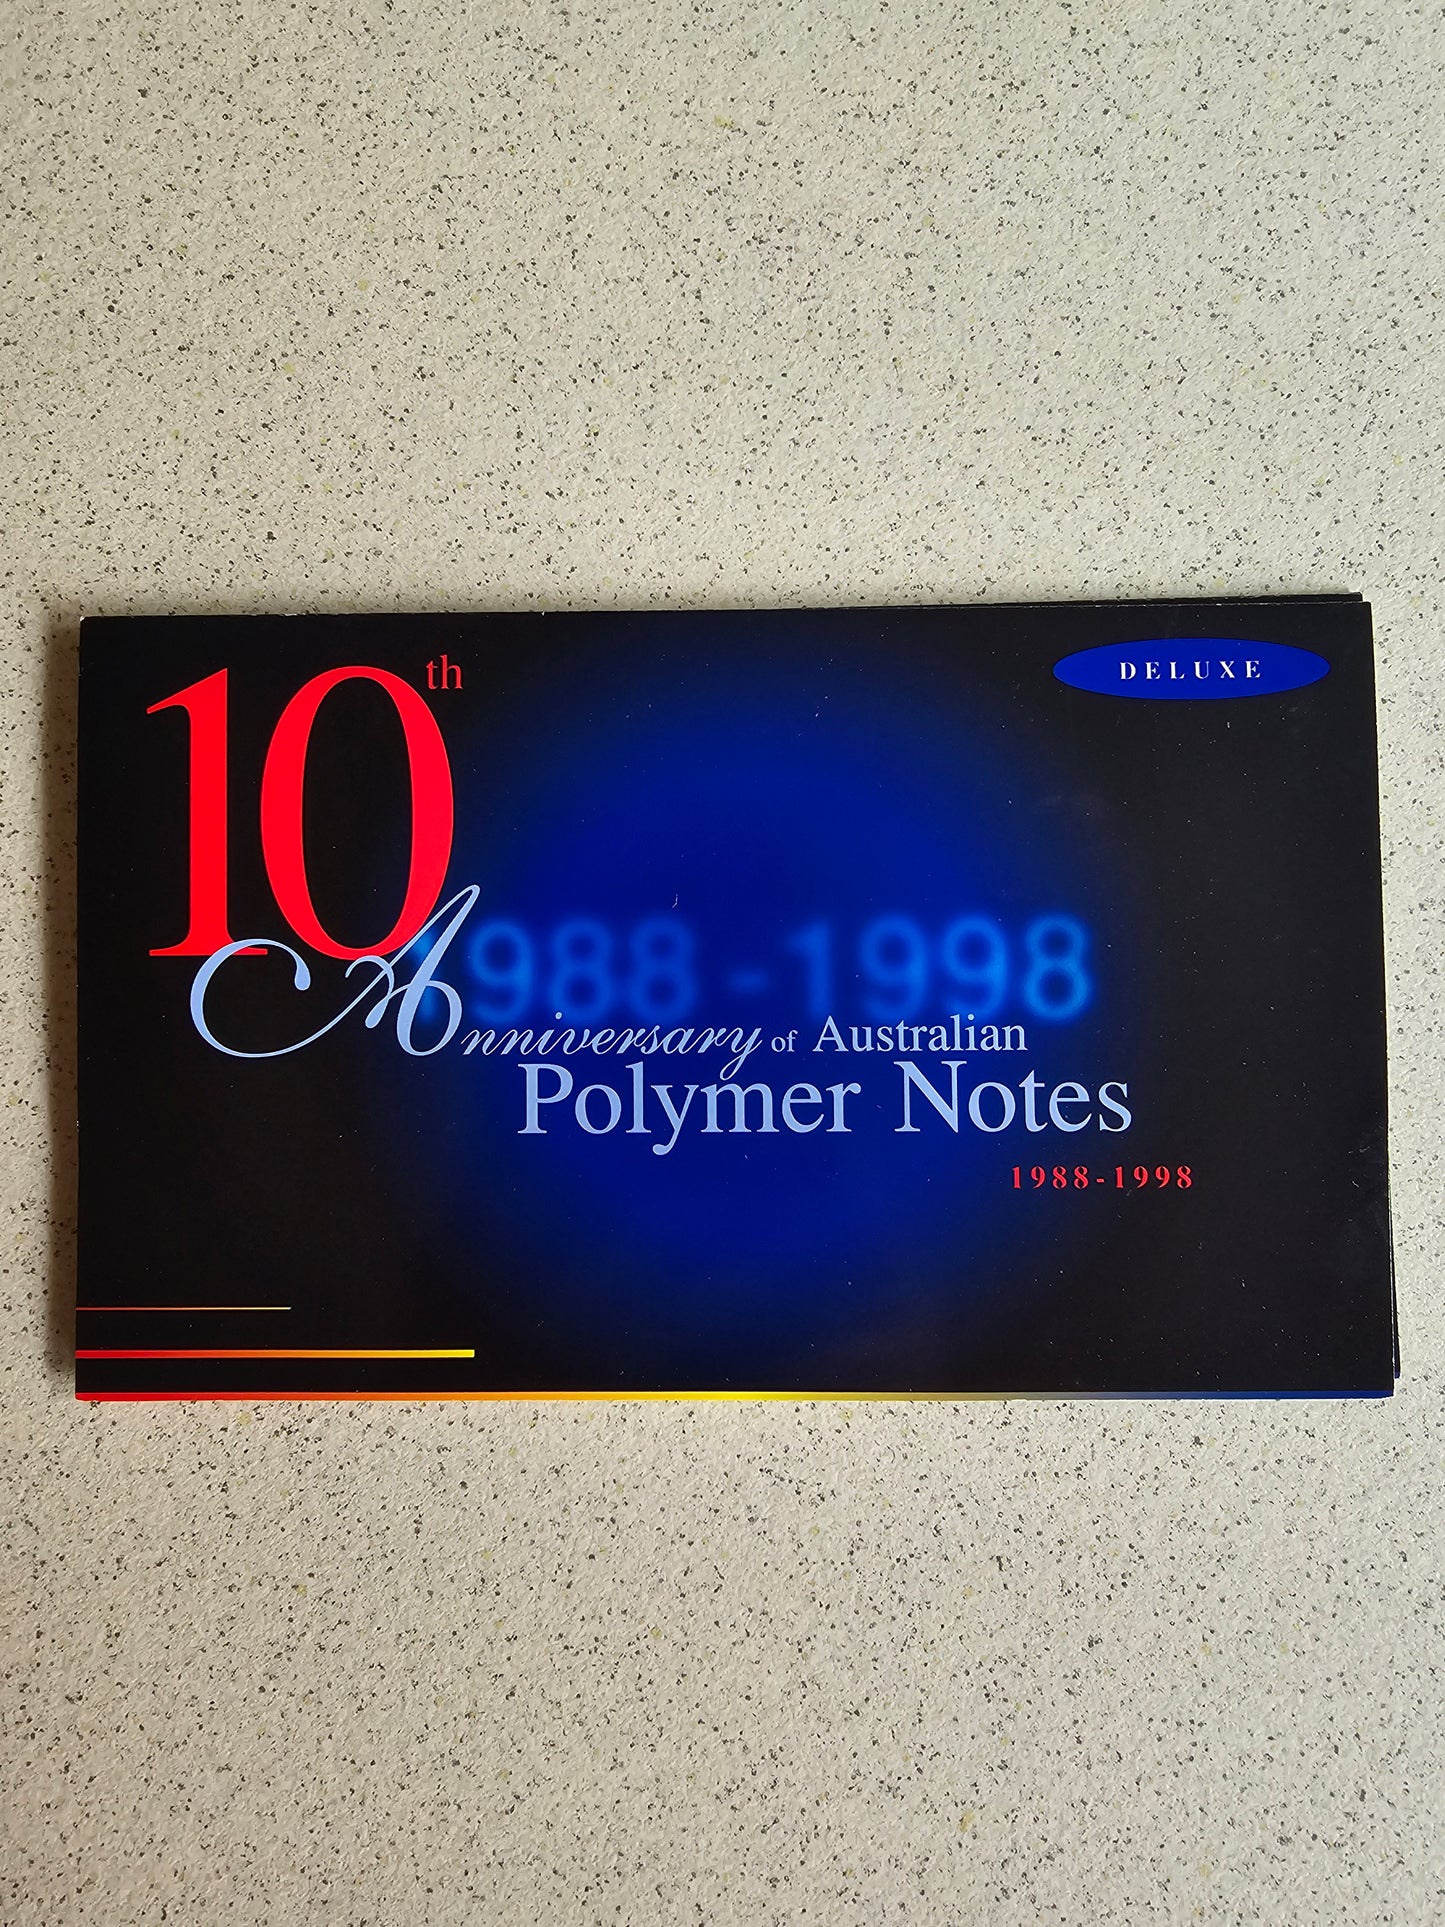 DELUXE
10th
1988-1998
Anniversary of Australian
Polymer Notes
1988-1998